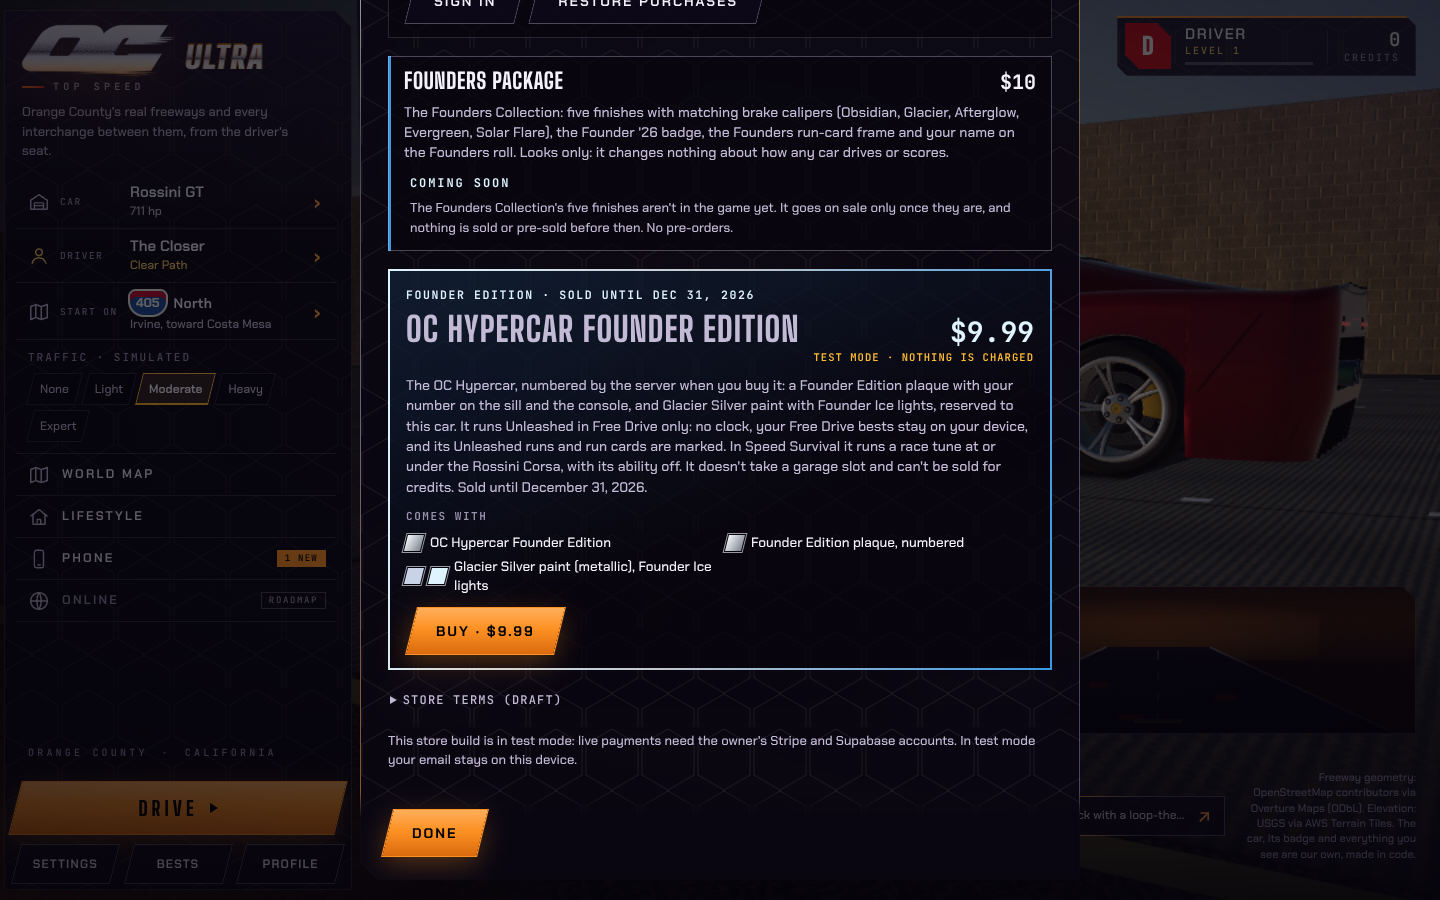 SIGN IN
RESTORE PURCHASES
OC ULTRA
TOP SPEED
Orange County's real freeways and every
interchange between them, from the driver's
seat.
CAR
Rossini GT
711 hp
DRIVER
The Closer
Clear Path
START ON
405 North
Irvine, toward Costa Mesa
TRAFFIC · SIMULATED
None
Light
Moderate
Heavy
Expert
WORLD MAP
LIFESTYLE
PHONE
1 NEW
ONLINE
ROADMAP
ORANGE COUNTY · CALIFORNIA
DRIVE
SETTINGS
BESTS
PROFILE
FOUNDERS PACKAGE
$10
The Founders Collection: five finishes with matching brake calipers (Obsidian, Glacier, Afterglow,
Evergreen, Solar Flare), the Founder '26 badge, the Founders run-card frame and your name on
the Founders roll. Looks only: it changes nothing about how any car drives or scores.
COMING SOON
The Founders Collection's five finishes aren't in the game yet. It goes on sale only once they are, and
nothing is sold or pre-sold before then. No pre-orders.
FOUNDER EDITION · SOLD UNTIL DEC 31, 2026
OC HYPERCAR FOUNDER EDITION
$9.99
TEST MODE · NOTHING IS CHARGED
The OC Hypercar, numbered by the server when you buy it: a Founder Edition plaque with your
number on the sill and the console, and Glacier Silver paint with Founder Ice lights, reserved to
this car. It runs Unleashed in Free Drive only: no clock, your Free Drive bests stay on your device,
and its Unleashed runs and run cards are marked. In Speed Survival it runs a race tune at or
under the Rossini Corsa, with its ability off. It doesn't take a garage slot and can't be sold for
credits. Sold until December 31, 2026.
COMES WITH
OC Hypercar Founder Edition
Founder Edition plaque, numbered
Glacier Silver paint (metallic), Founder Ice
lights
BUY · $9.99
STORE TERMS (DRAFT)
This store build is in test mode: live payments need the owner's Stripe and Supabase accounts. In test mode
your email stays on this device.
DONE
D
DRIVER
LEVEL 1
0
CREDITS
ck with a loop-the...
Freeway geometry:
OpenStreetMap contributors via
Overture Maps (ODbL). Elevation:
USGS via AWS Terrain Tiles. The
car, its badge and everything you
see are our own, made in code.